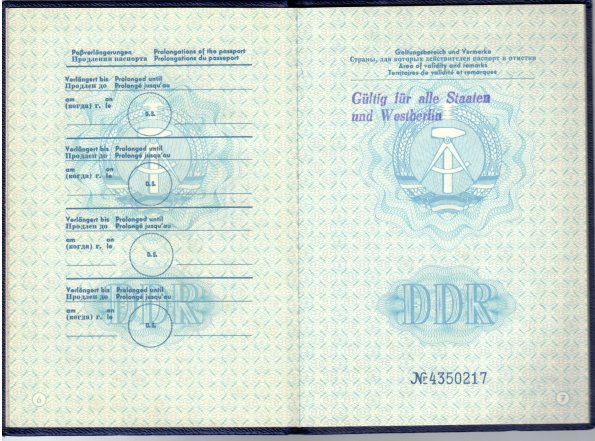 Paßverlängerungen Prolongations of the passport
Продления паспорта Prolongations du passeport
Verlängert bis Prolonged until
Продлен до Prolongé jusqu'au
am on
(когда) г. le
D.S.
Verlängert bis Prolonged until
Продлен до Prolongé jusqu'au
am on
(когда) г. le
D.S.
Verlängert bis Prolonged until
Продлен до Prolongé jusqu'au
am on
(когда) г. le
D.S.
Verlängert bis Prolonged until
Продлен до Prolongé jusqu'au
am on
(когда) г. le
D.S.
DDR
6
Geltungsbereich und Vermerke
Страны, для которых действителен паспорт и отметки
Area of validity and remarks
Territoires de validité et remarques
Gültig für alle Staaten
und Westberlin
DDR
№4350217
7